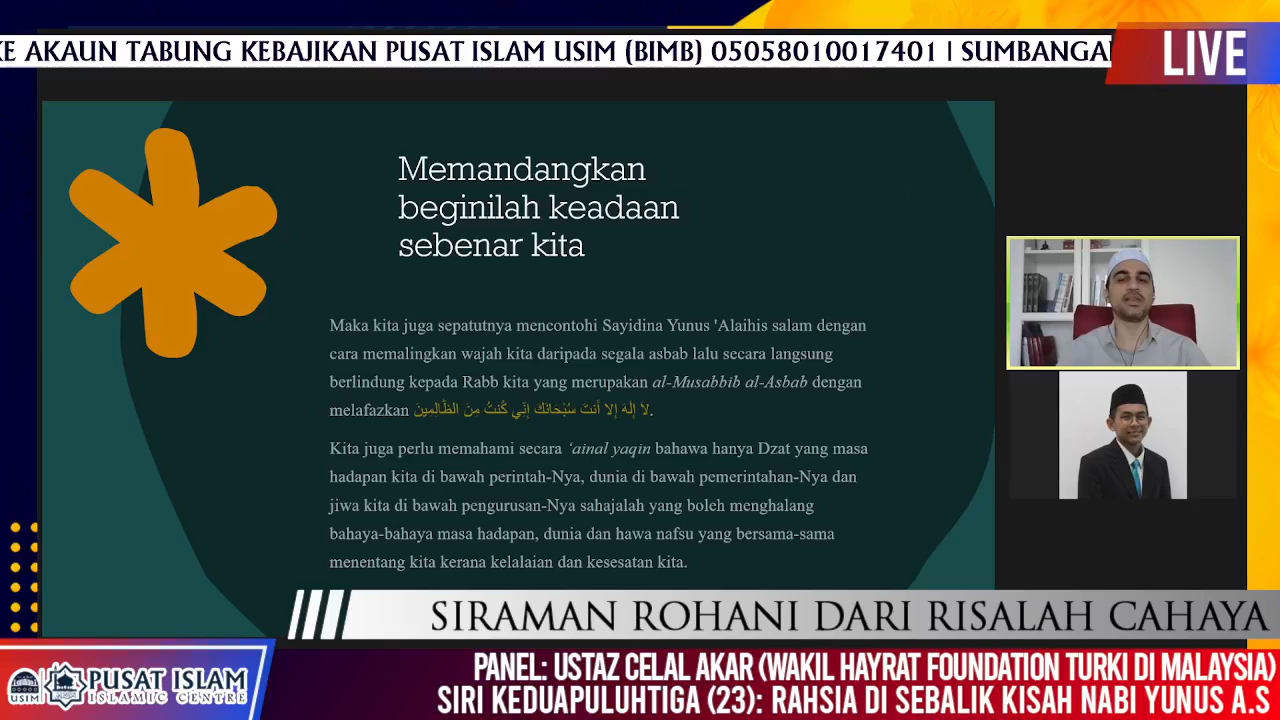 KE AKAUN TABUNG KEBAJIKAN PUSAT ISLAM USIM (BIMB) 05058010017401 | SUMBANGAN
LIVE
Memandangkan
beginilah keadaan
sebenar kita
Maka kita juga sepatutnya mencontohi Sayidina Yunus 'Alaihis salam dengan
cara memalingkan wajah kita daripada segala asbab lalu secara langsung
berlindung kepada Rabb kita yang merupakan al-Musabbib al-Asbab dengan
melafazkan لاَ إِلَهَ إِلا أَنتَ سُبْحَانَكَ إِنِّي كُنتُ مِنَ الظَّالِمِينَ.
Kita juga perlu memahami secara ‘ainal yaqin bahawa hanya Dzat yang masa
hadapan kita di bawah perintah-Nya, dunia di bawah pemerintahan-Nya dan
jiwa kita di bawah pengurusan-Nya sahajalah yang boleh menghalang
bahaya-bahaya masa hadapan, dunia dan hawa nafsu yang bersama-sama
menentang kita kerana kelalaian dan kesesatan kita.
SIRAMAN ROHANI DARI RISALAH CAHAYA
USIM
PUSAT ISLAM
ISLAMIC CENTRE
PANEL: USTAZ CELAL AKAR (WAKIL HAYRAT FOUNDATION TURKI DI MALAYSIA)
SIRI KEDUAPULUHTIGA (23): RAHSIA DI SEBALIK KISAH NABI YUNUS A.S